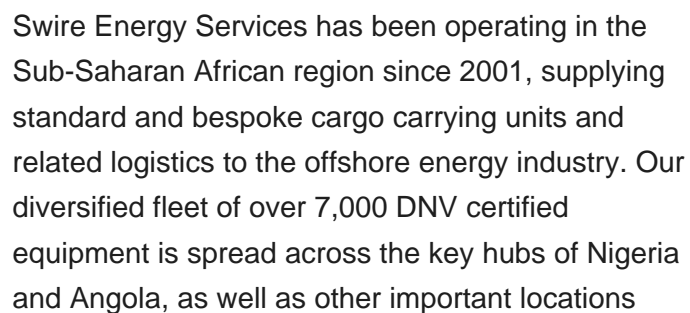 Swire Energy Services has been operating in the
Sub-Saharan African region since 2001, supplying
standard and bespoke cargo carrying units and
related logistics to the offshore energy industry. Our
diversified fleet of over 7,000 DNV certified
equipment is spread across the key hubs of Nigeria
and Angola, as well as other important locations